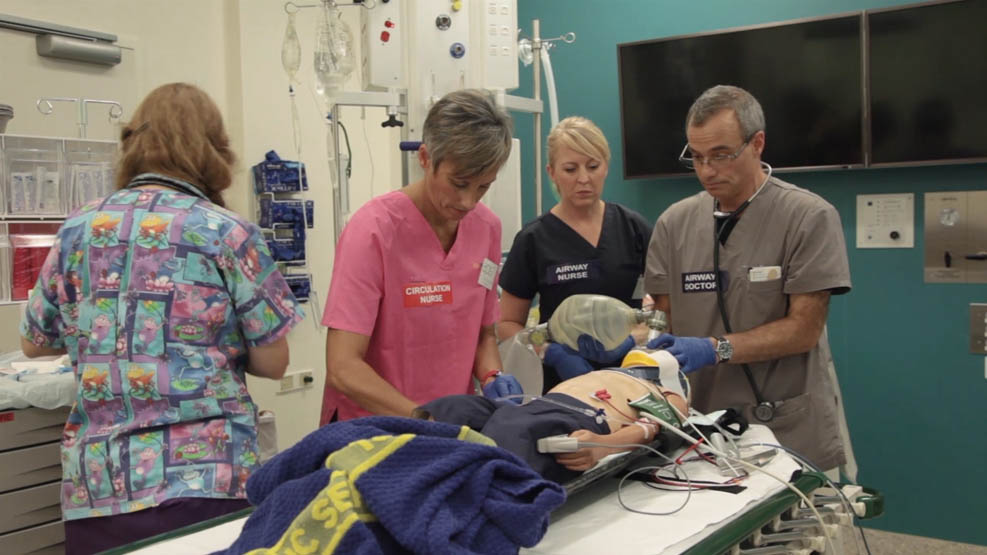 CIRCULATION
NURSE
AIRWAY
NURSE
AIRWAY
DOCTOR